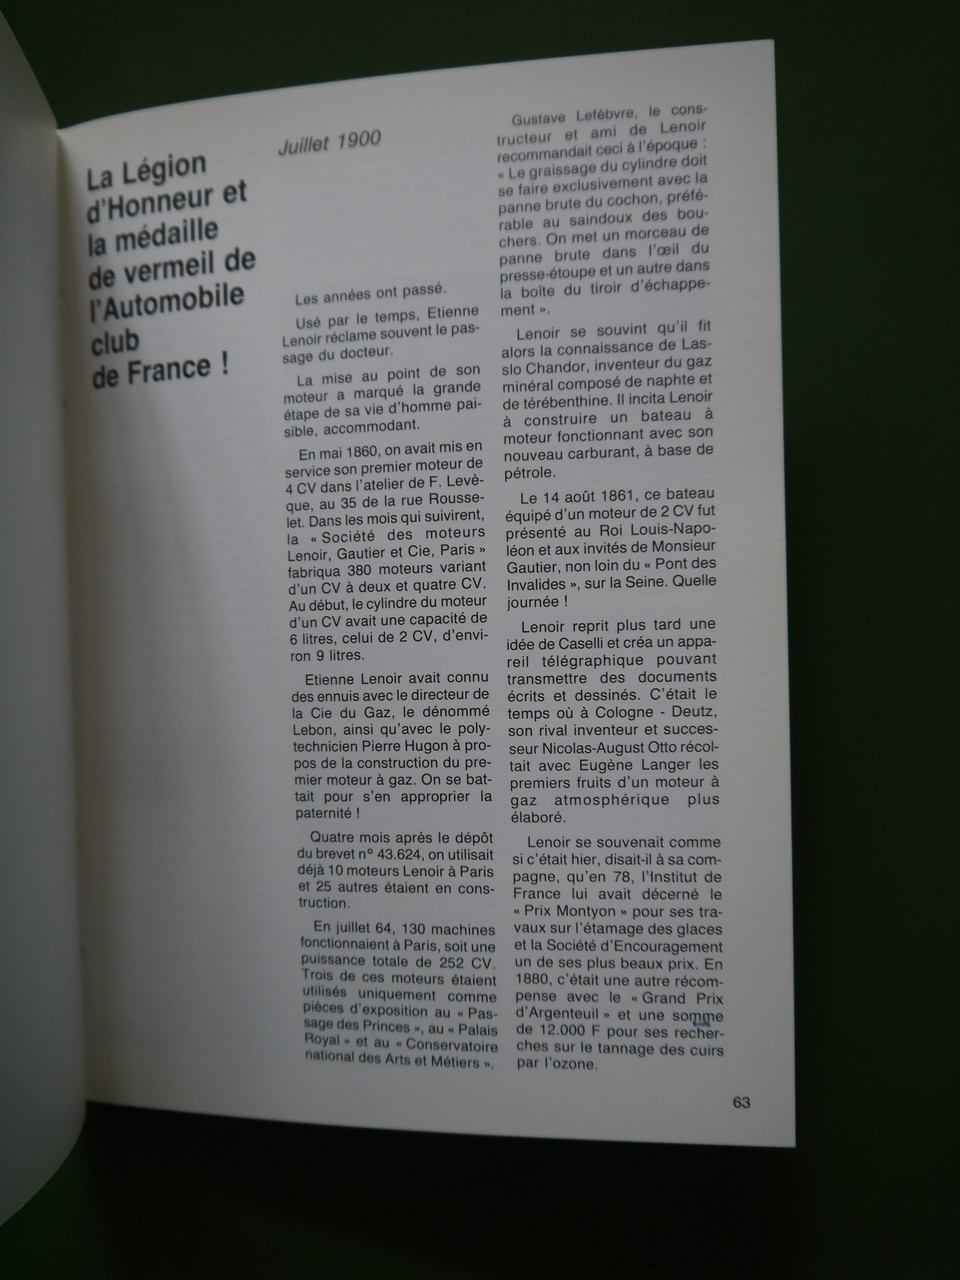 La Légion
d'Honneur et
la médaille
de vermeil de
l'Automobile
club
de France !
Juillet 1900
Les années ont passé.
Usé par le temps, Etienne
Lenoir réclame souvent le pas-
sage du docteur.
La mise au point de son
moteur a marqué la grande
étape de sa vie d'homme pai-
sible, accommodant.
En mai 1860, on avait mis en
service son premier moteur de
4 CV dans l'atelier de F. Levè-
que, au 35 de la rue Rousse-
let. Dans les mois qui suivirent,
la « Société des moteurs
Lenoir, Gautier et Cie, Paris »
fabriqua 380 moteurs variant
d'un CV à deux et quatre CV.
Au début, le cylindre du moteur
d'un CV avait une capacité de
6 litres, celui de 2 CV, d'envi-
ron 9 litres.
Etienne Lenoir avait connu
des ennuis avec le directeur de
la Cie du Gaz, le dénommé
Lebon, ainsi qu'avec le poly-
technicien Pierre Hugon à pro-
pos de la construction du pre-
mier moteur à gaz. On se bat-
tait pour s'en approprier la
paternité !
Quatre mois après le dépôt
du brevet n° 43.624, on utilisait
déjà 10 moteurs Lenoir à Paris
et 25 autres étaient en cons-
truction.
En juillet 64, 130 machines
fonctionnaient à Paris, soit une
puissance totale de 252 CV.
Trois de ces moteurs étaient
utilisés uniquement comme
pièces d'exposition au « Pas-
sage des Princes », au « Palais
Royal » et au « Conservatoire
national des Arts et Métiers ».
Gustave Lefèbvre, le cons-
tructeur et ami de Lenoir
recommandait ceci à l'époque :
« Le graissage du cylindre doit
se faire exclusivement avec la
panne brute du cochon, préfé-
rable au saindoux des bou-
chers. On met un morceau de
panne brute dans l'œil du
presse-étoupe et un autre dans
la boîte du tiroir d'échappe-
ment ».
Lenoir se souvint qu'il fit
alors la connaissance de Las-
slo Chandor, inventeur du gaz
minéral composé de naphte et
de térébenthine. Il incita Lenoir
à construire un bateau à
moteur fonctionnant avec son
nouveau carburant, à base de
pétrole.
Le 14 août 1861, ce bateau
équipé d'un moteur de 2 CV fut
présenté au Roi Louis-Napo-
léon et aux invités de Monsieur
Gautier, non loin du « Pont des
Invalides », sur la Seine. Quelle
journée !
Lenoir reprit plus tard une
idée de Caselli et créa un appa-
reil télégraphique pouvant
transmettre des documents
écrits et dessinés. C'était le
temps où à Cologne - Deutz,
son rival inventeur et succes-
seur Nicolas-August Otto récol-
tait avec Eugène Langer les
premiers fruits d'un moteur à
gaz atmosphérique plus
élaboré.
Lenoir se souvenait comme
si c'était hier, disait-il à sa com-
pagne, qu'en 78, l'Institut de
France lui avait décerné le
« Prix Montyon » pour ses tra-
vaux sur l'étamage des glaces
et la Société d'Encouragement
un de ses plus beaux prix. En
1880, c'était une autre récom-
pense avec le « Grand Prix
d'Argenteuil » et une somme
de 12.000 F pour ses recher-
ches sur le tannage des cuirs
par l'ozone.
63